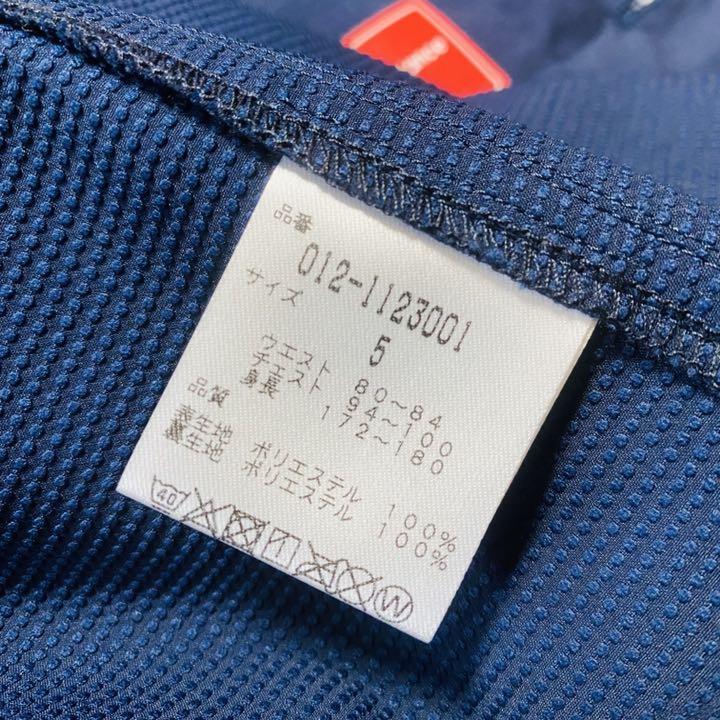 品番
012-1123001
サイズ
5
ウエスト 80～84
チェスト 94～100
身長 172～180
品質
表生地 ポリエステル 100%
裏生地 ポリエステル 100%
40
W